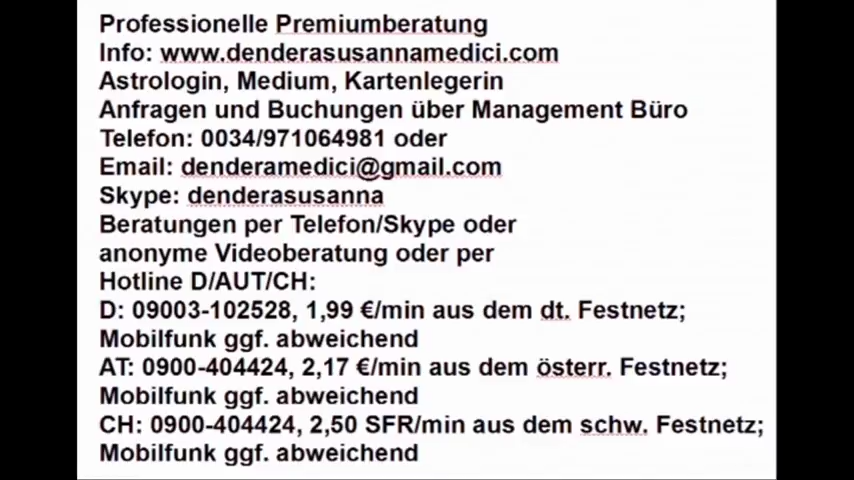 Professionelle Premiumberatung
Info: www.denderasusannamedici.com
Astrologin, Medium, Kartenlegerin
Anfragen und Buchungen über Management Büro
Telefon: 0034/971064981 oder
Email: denderamedici@gmail.com
Skype: denderasusanna
Beratungen per Telefon/Skype oder
anonyme Videoberatung oder per
Hotline D/AUT/CH:
D: 09003-102528, 1,99 €/min aus dem dt. Festnetz;
Mobilfunk ggf. abweichend
AT: 0900-404424, 2,17 €/min aus dem österr. Festnetz;
Mobilfunk ggf. abweichend
CH: 0900-404424, 2,50 SFR/min aus dem schw. Festnetz;
Mobilfunk ggf. abweichend